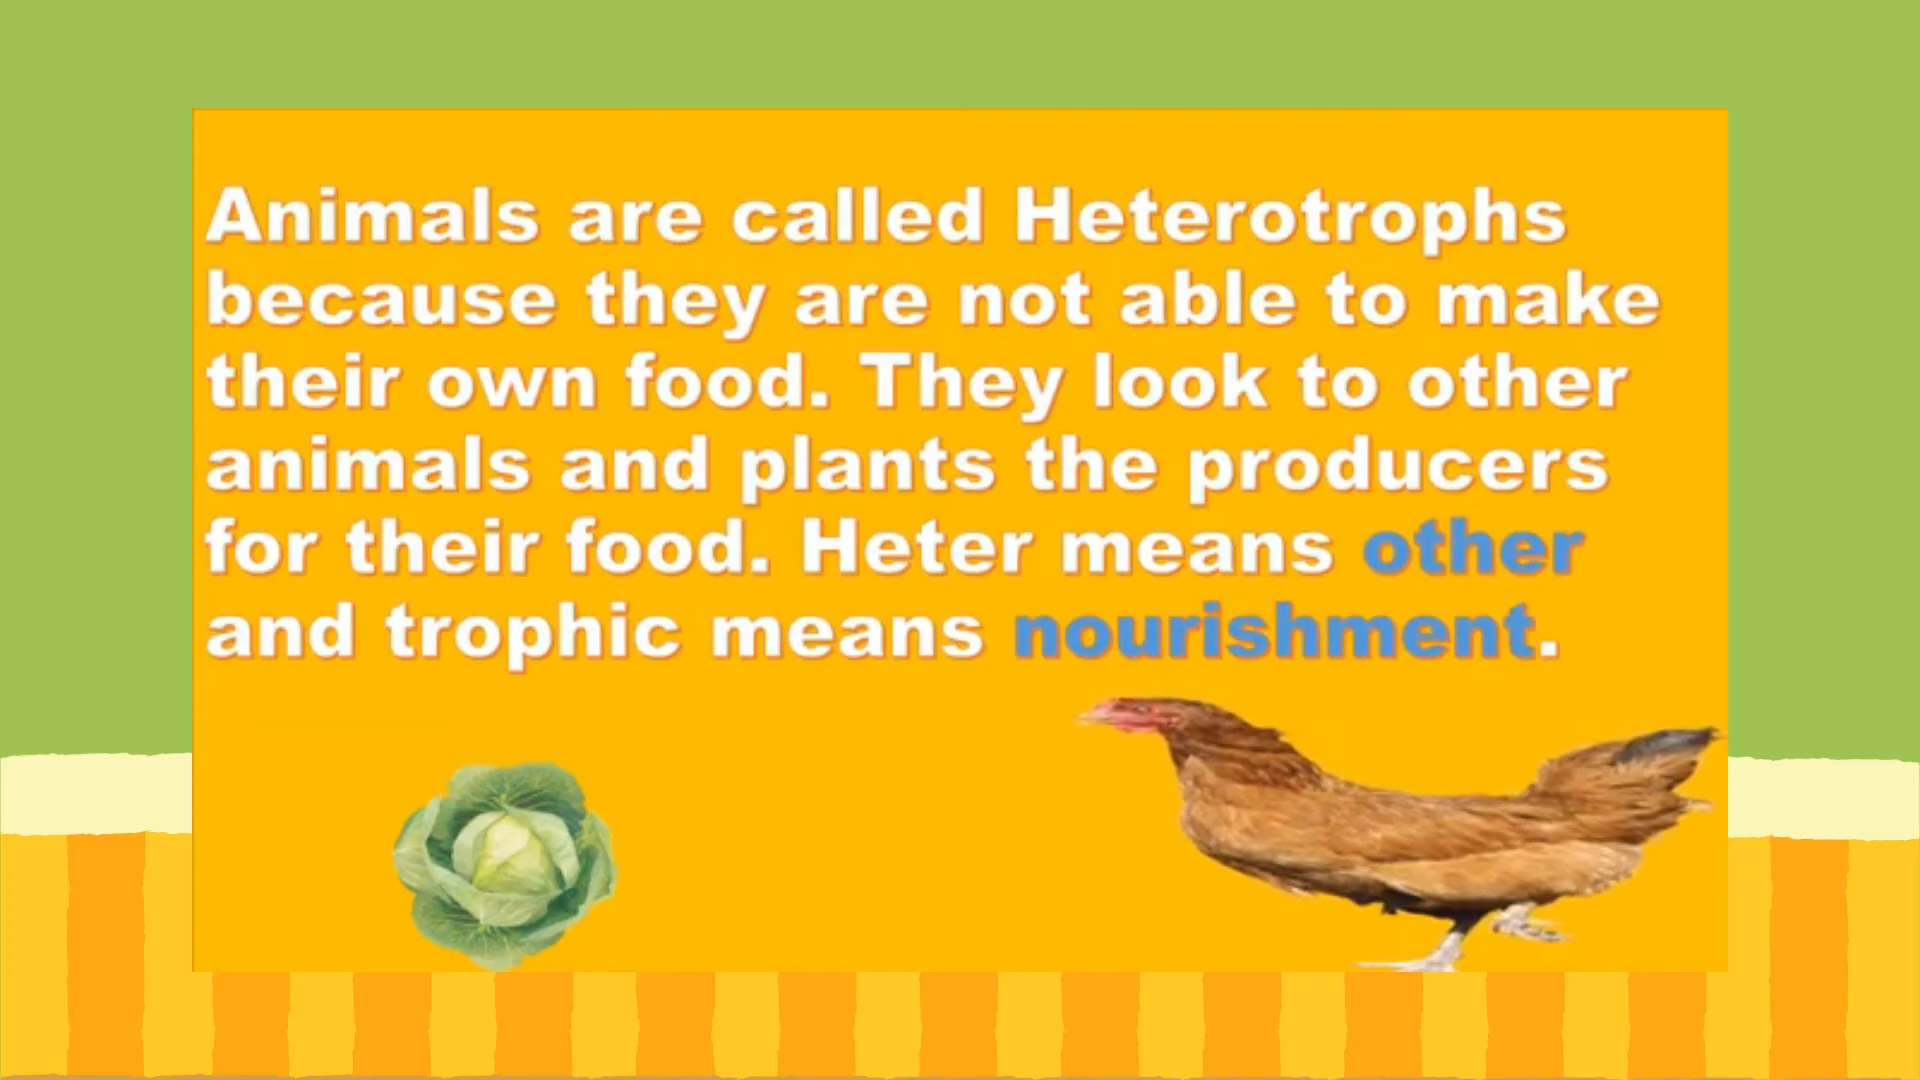 Animals are called Heterotrophs
because they are not able to make
their own food. They look to other
animals and plants the producers
for their food. Heter means other
and trophic means nourishment.